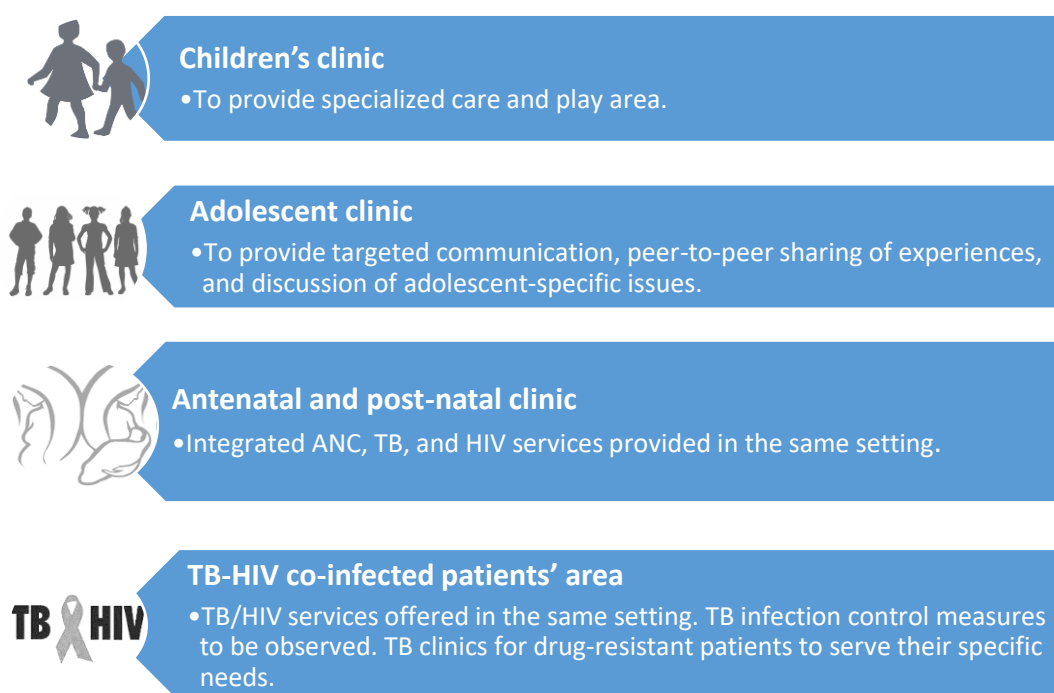 Children’s clinic
•To provide specialized care and play area.
Adolescent clinic
•To provide targeted communication, peer-to-peer sharing of experiences,
and discussion of adolescent-specific issues.
Antenatal and post-natal clinic
•Integrated ANC, TB, and HIV services provided in the same setting.
TB HIV
TB-HIV co-infected patients’ area
•TB/HIV services offered in the same setting. TB infection control measures
to be observed. TB clinics for drug-resistant patients to serve their specific
needs.